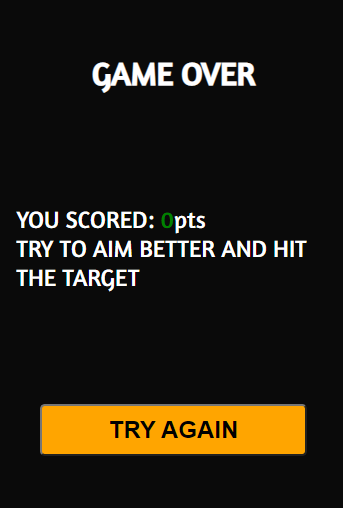 GAME OVER
YOU SCORED: 0pts
TRY TO AIM BETTER AND HIT
THE TARGET
TRY AGAIN